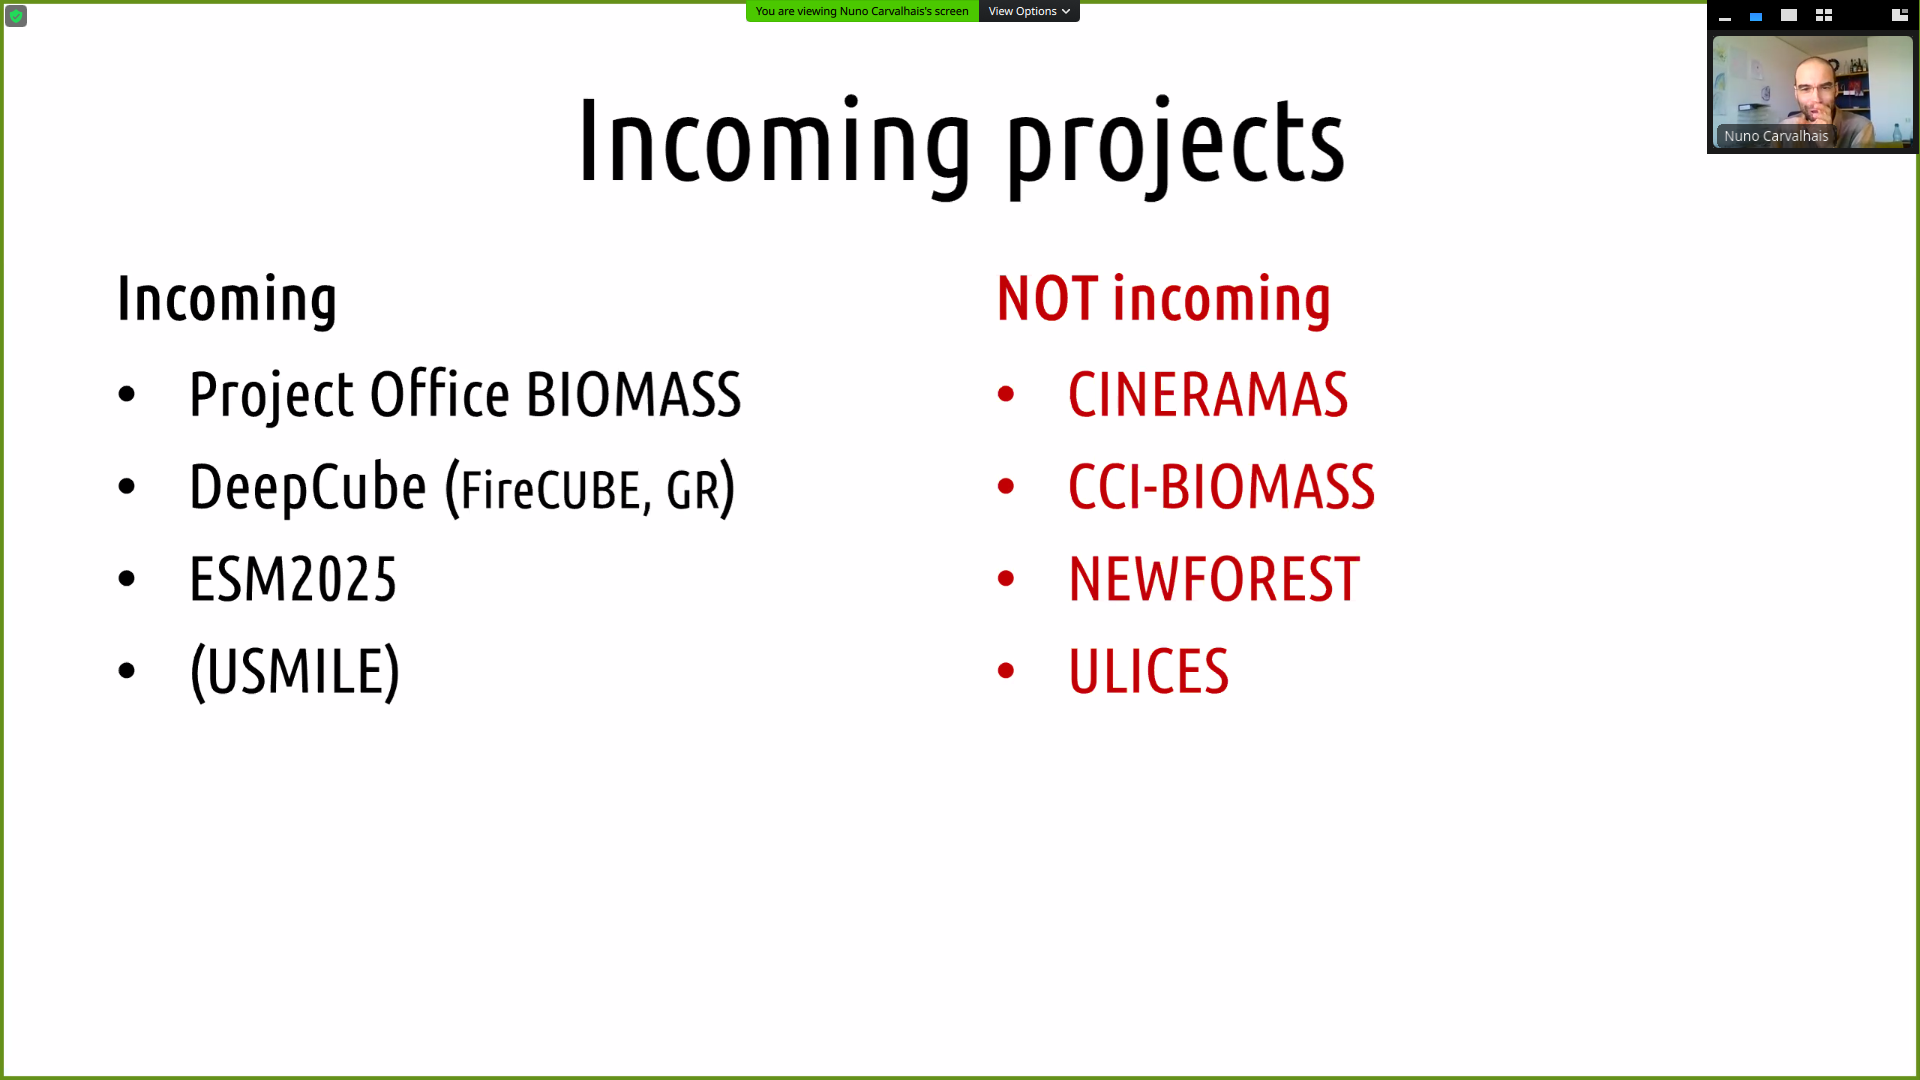 You are viewing Nuno Carvalhais's screen
View Options
Nuno Carvalhais
Incoming projects
Incoming
• Project Office BIOMASS
• DeepCube (FireCUBE, GR)
• ESM2025
• (USMILE)
NOT incoming
• CINERAMAS
• CCI-BIOMASS
• NEWFOREST
• ULICES